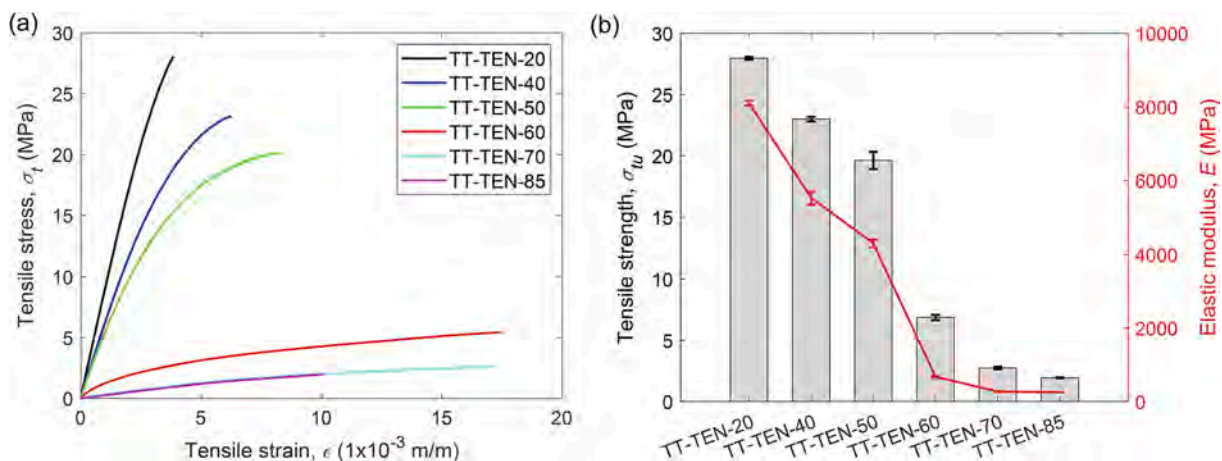 (a)
30
25
20
15
10
5
0
Tensile stress, σt (MPa)
TT-TEN-20
TT-TEN-40
TT-TEN-50
TT-TEN-60
TT-TEN-70
TT-TEN-85
0 5 10 15 20
Tensile strain, ϵ (1x10-3 m/m)
(b)
30
25
20
15
10
5
0
Tensile strength, σtu (MPa)
10000
8000
6000
4000
2000
0
Elastic modulus, E (MPa)
TT-TEN-20
TT-TEN-40
TT-TEN-50
TT-TEN-60
TT-TEN-70
TT-TEN-85